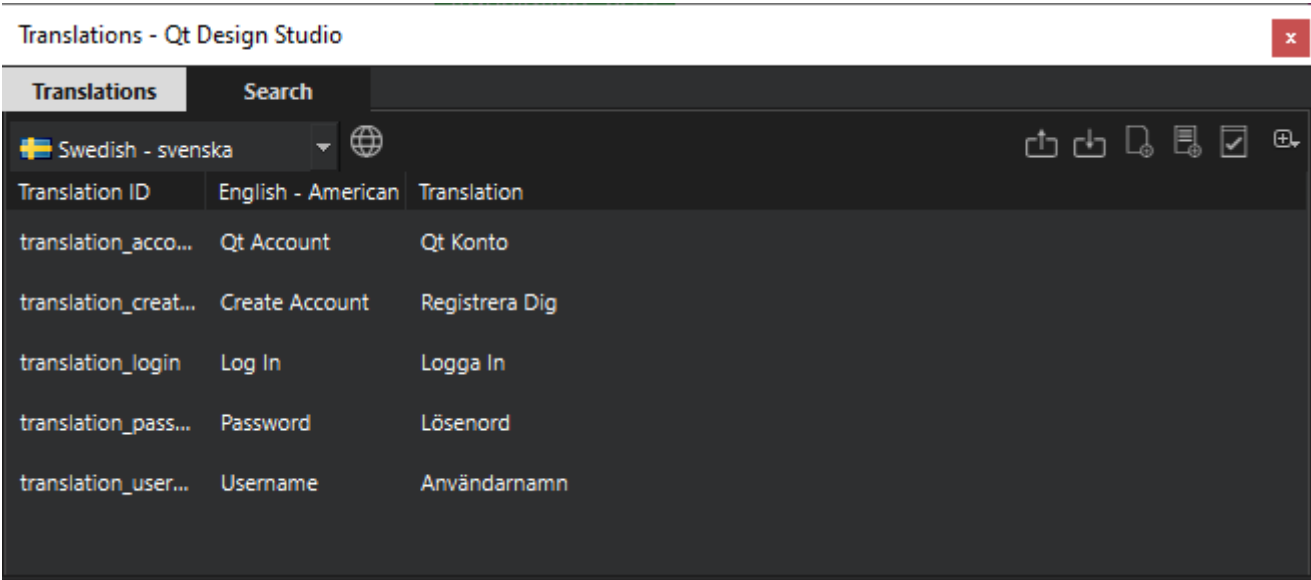 Translations - Qt Design Studio
x
Translations Search
Swedish - svenska
Translation ID English - American Translation
translation_acco... Qt Account Qt Konto
translation_creat... Create Account Registrera Dig
translation_login Log In Logga In
translation_pass... Password Lösenord
translation_user... Username Användarnamn